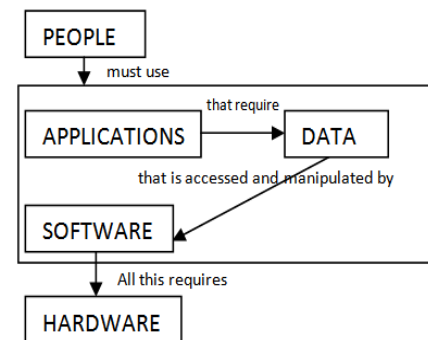 PEOPLE
must use
that require
APPLICATIONS
DATA
that is accessed and manipulated by
SOFTWARE
All this requires
HARDWARE